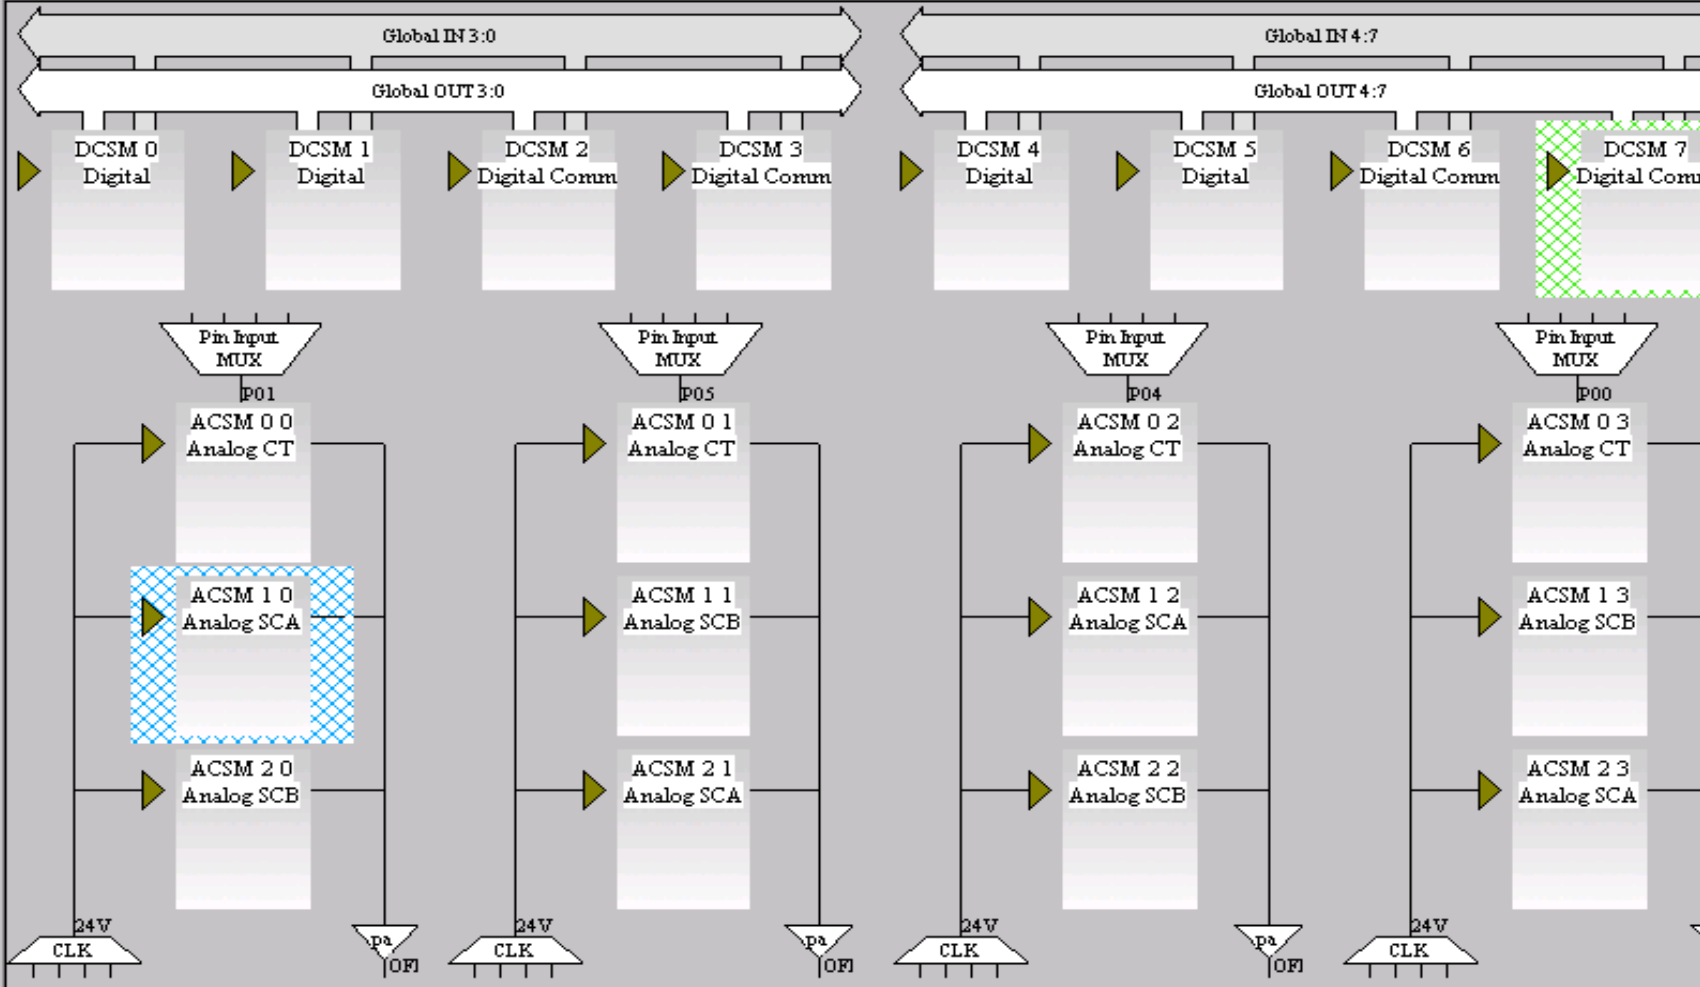 Global IN 3:0
Global IN 4:7
Global OUT 3:0
Global OUT 4:7
DCSM 0
Digital
DCSM 1
Digital
DCSM 2
Digital Comm
DCSM 3
Digital Comm
DCSM 4
Digital
DCSM 5
Digital
DCSM 6
Digital Comm
DCSM 7
Digital Com
Pin Input
MUX
Pin Input
MUX
Pin Input
MUX
Pin Input
MUX
P01
P05
P04
P00
ACSM 0 0
Analog CT
ACSM 0 1
Analog CT
ACSM 0 2
Analog CT
ACSM 0 3
Analog CT
ACSM 1 0
Analog SCA
ACSM 1 1
Analog SCB
ACSM 1 2
Analog SCA
ACSM 1 3
Analog SCB
ACSM 2 0
Analog SCB
ACSM 2 1
Analog SCA
ACSM 2 2
Analog SCB
ACSM 2 3
Analog SCA
24V
CLK
pa
24V
CLK
pa
24V
CLK
pa
24V
CLK